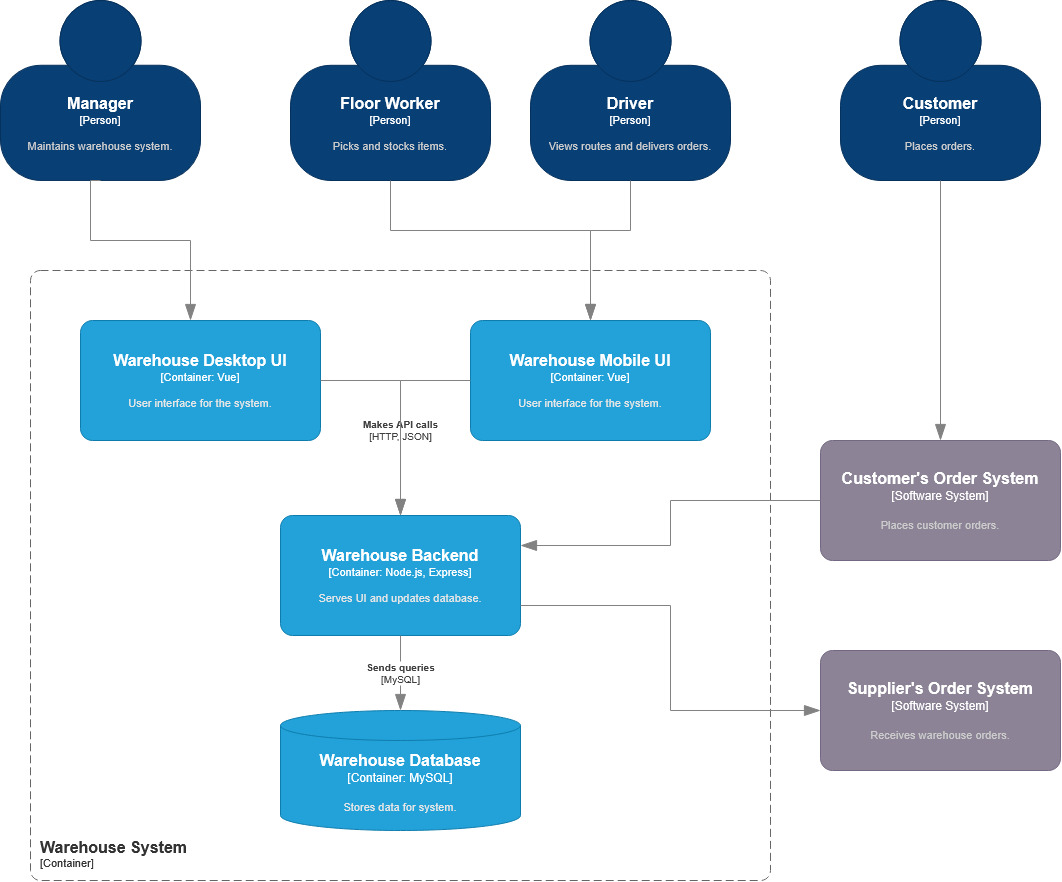 Manager
[Person]
Maintains warehouse system.
Floor Worker
[Person]
Picks and stocks items.
Driver
[Person]
Views routes and delivers orders.
Customer
[Person]
Places orders.
Warehouse Desktop UI
[Container: Vue]
User interface for the system.
Warehouse Mobile UI
[Container: Vue]
User interface for the system.
Makes API calls
[HTTP, JSON]
Customer's Order System
[Software System]
Places customer orders.
Warehouse Backend
[Container: Node.js, Express]
Serves UI and updates database.
Sends queries
[MySQL]
Supplier's Order System
[Software System]
Receives warehouse orders.
Warehouse Database
[Container: MySQL]
Stores data for system.
Warehouse System
[Container]